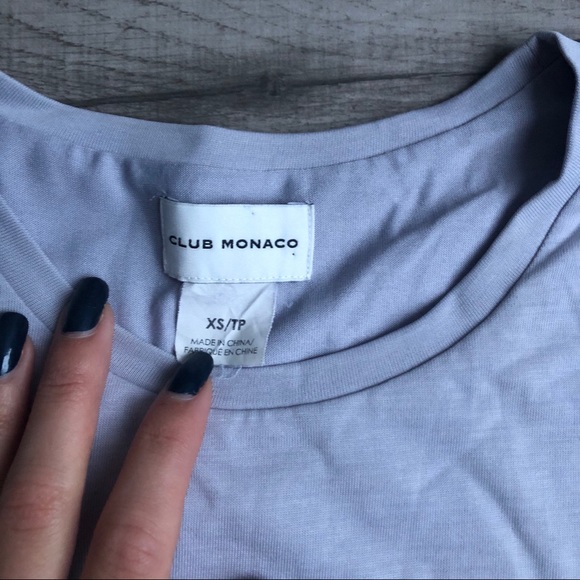 CLUB MONACO
XS/TP
MADE IN CHINA/
FABRIQUÉ EN CHINE